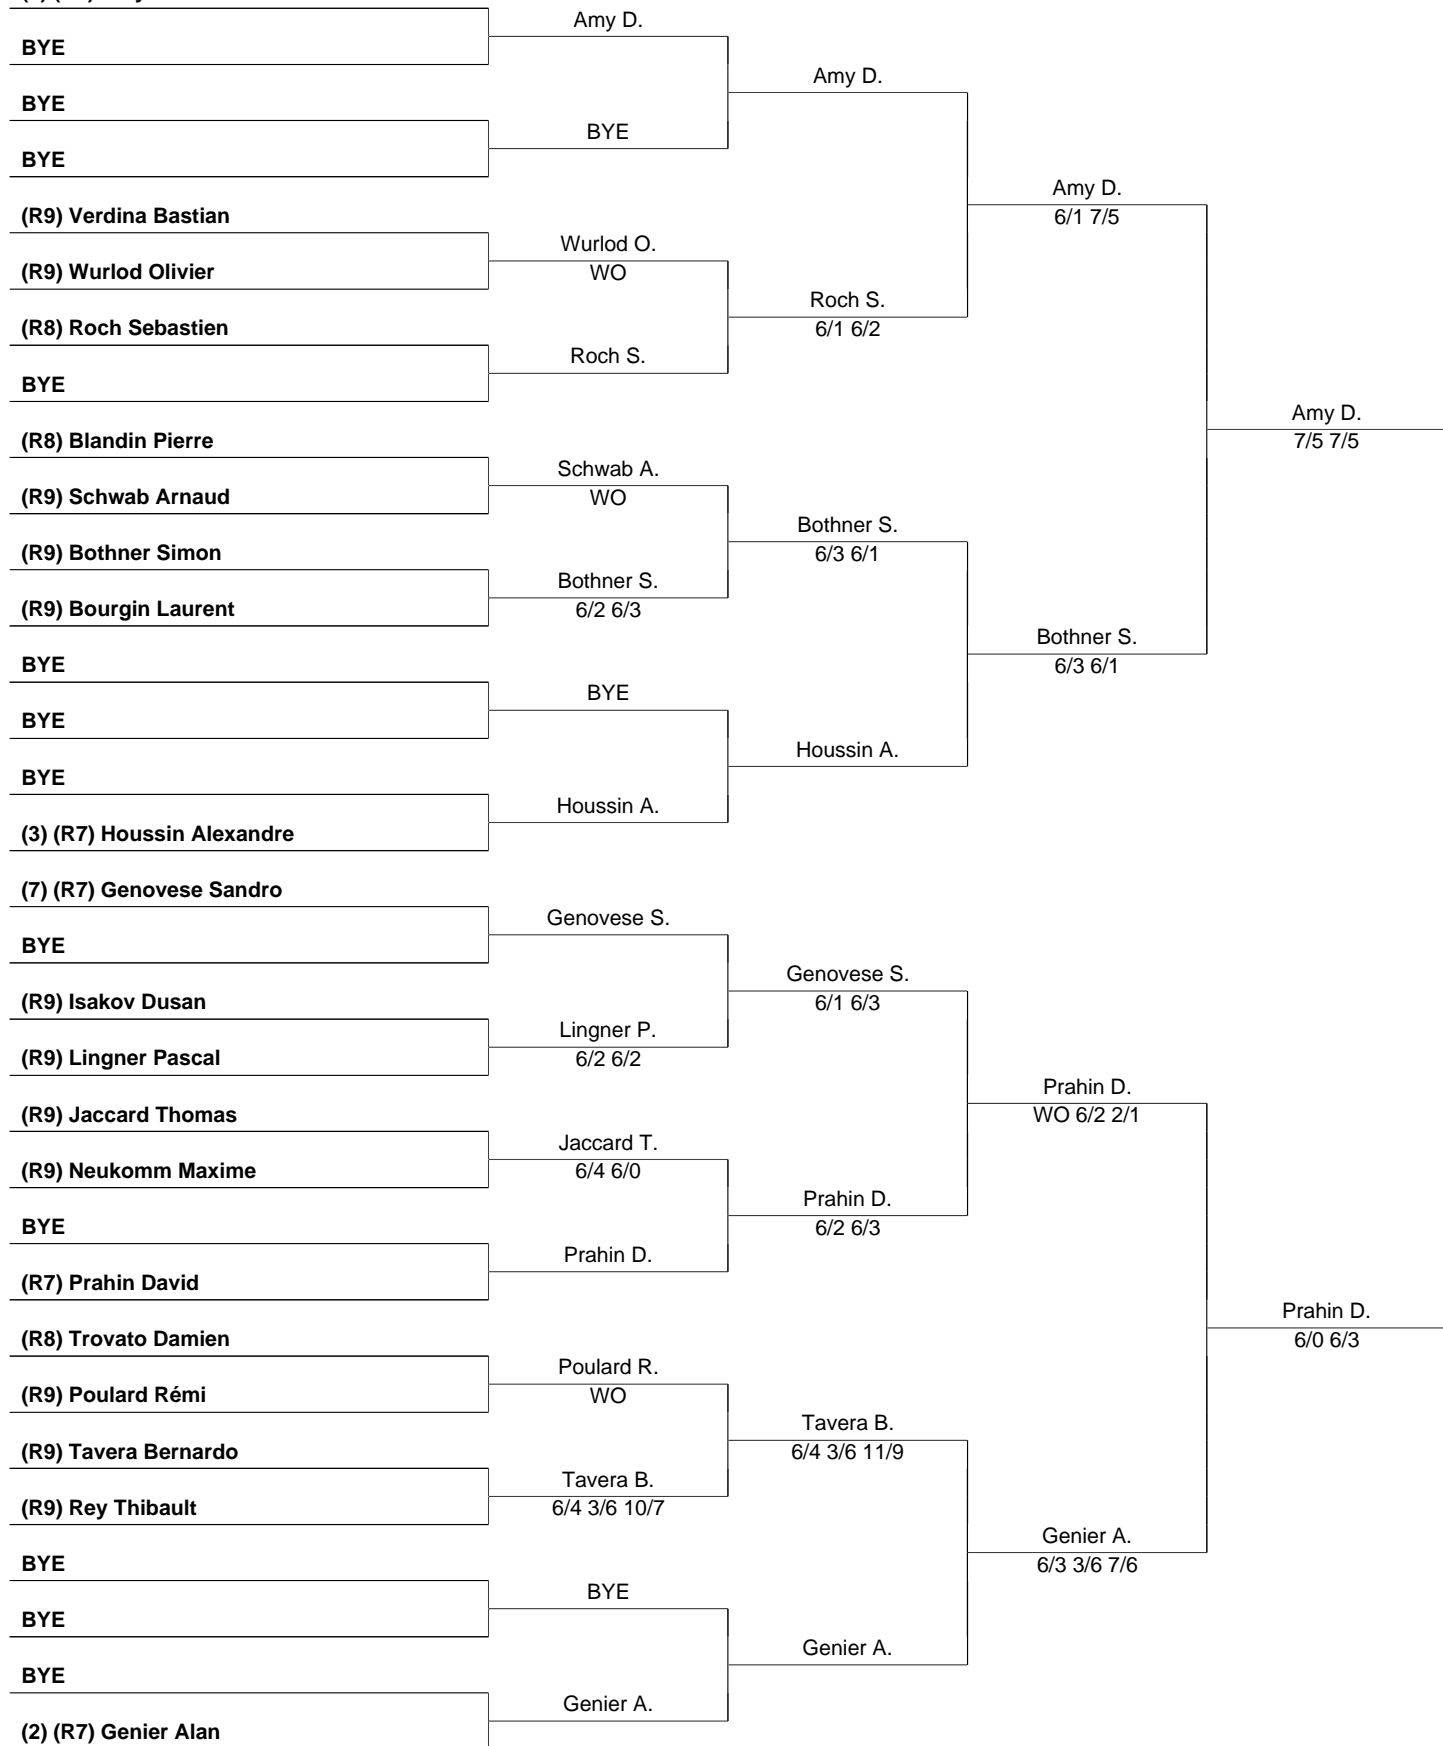 Amy D.
BYE
Amy D.
BYE
BYE
BYE
Amy D.
(R9) Verdina Bastian
6/1 7/5
Wurlod O.
(R9) Wurlod Olivier
WO
Roch S.
(R8) Roch Sebastien
6/1 6/2
Roch S.
BYE
Amy D.
(R8) Blandin Pierre
7/5 7/5
Schwab A.
(R9) Schwab Arnaud
WO
Bothner S.
(R9) Bothner Simon
6/3 6/1
Bothner S.
(R9) Bourgin Laurent
6/2 6/3
Bothner S.
BYE
6/3 6/1
BYE
BYE
Houssin A.
BYE
Houssin A.
(3) (R7) Houssin Alexandre
(7) (R7) Genovese Sandro
Genovese S.
BYE
Genovese S.
(R9) Isakov Dusan
6/1 6/3
Lingner P.
(R9) Lingner Pascal
6/2 6/2
Prahin D.
(R9) Jaccard Thomas
WO 6/2 2/1
Jaccard T.
(R9) Neukomm Maxime
6/4 6/0
Prahin D.
BYE
6/2 6/3
Prahin D.
(R7) Prahin David
Prahin D.
(R8) Trovato Damien
6/0 6/3
Poulard R.
(R9) Poulard Rémi
WO
Tavera B.
(R9) Tavera Bernardo
6/4 3/6 11/9
Tavera B.
(R9) Rey Thibault
6/4 3/6 10/7
Genier A.
BYE
6/3 3/6 7/6
BYE
BYE
Genier A.
BYE
Genier A.
(2) (R7) Genier Alan